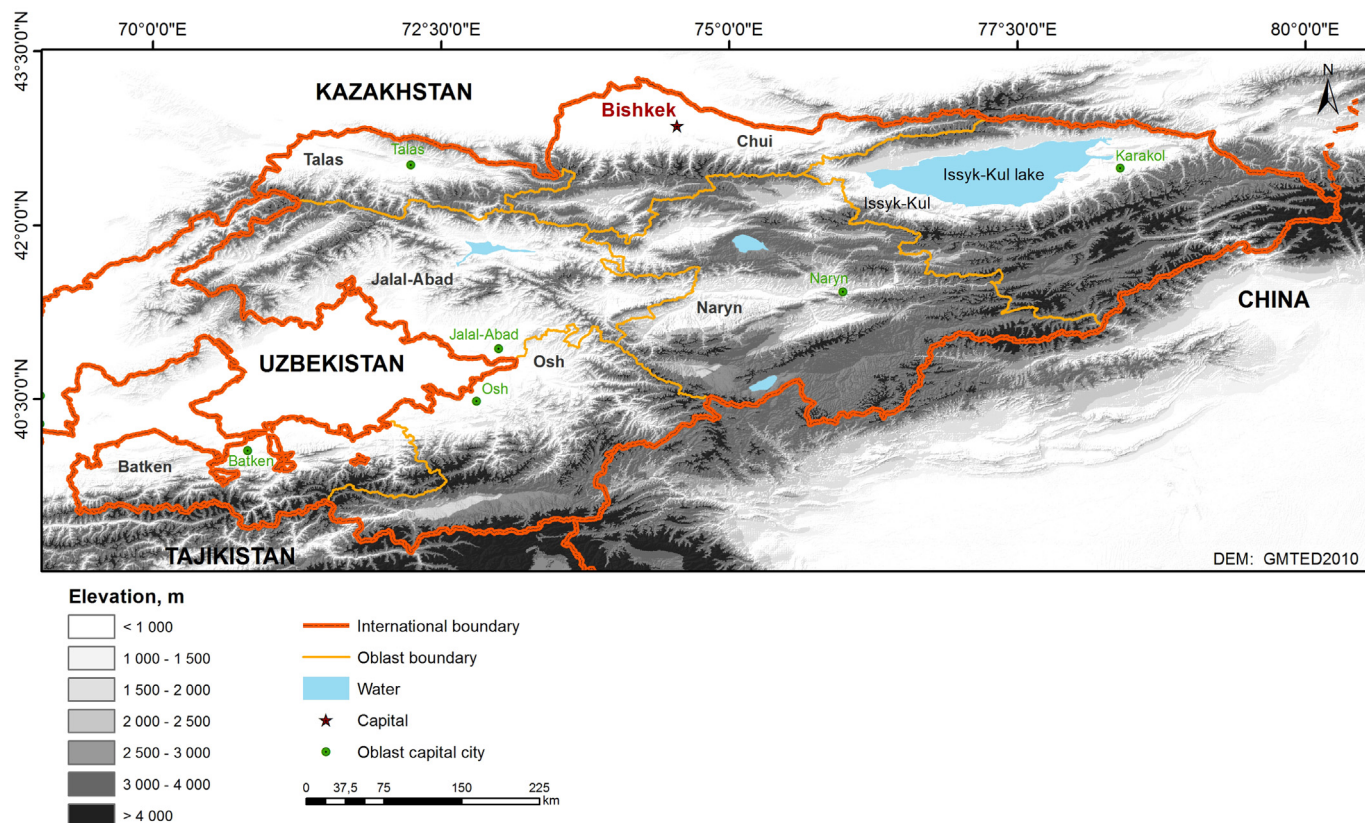 70°0'0"E
72°30'0"E
75°0'0"E
77°30'0"E
80°0'0"E
43°30'0"N
42°0'0"N
40°30'0"N
N
KAZAKHSTAN
Bishkek
Chui
Talas
Talas
Karakol
Issyk-Kul lake
Issyk-Kul
Jalal-Abad
Naryn
Naryn
CHINA
Jalal-Abad
UZBEKISTAN
Osh
Osh
Batken
Batken
TAJIKISTAN
DEM: GMTED2010
Elevation, m
< 1 000
1 000 - 1 500
1 500 - 2 000
2 000 - 2 500
2 500 - 3 000
3 000 - 4 000
> 4 000
International boundary
Oblast boundary
Water
Capital
Oblast capital city
0 37,5 75 150 225
km